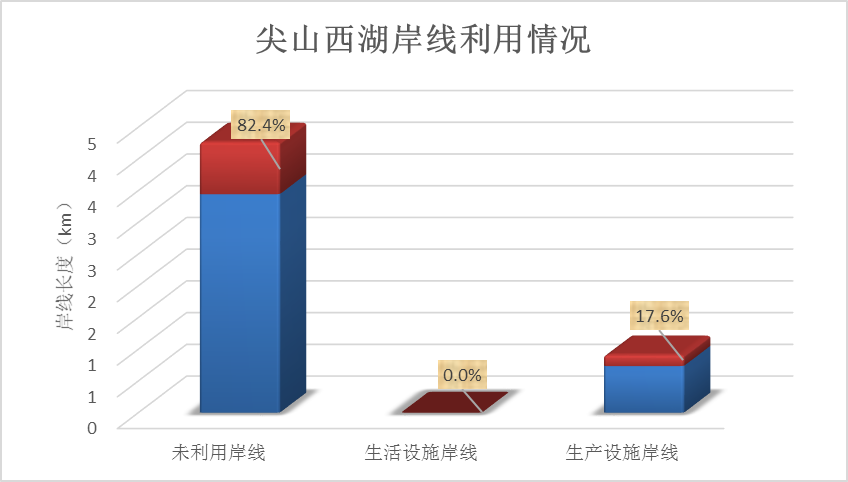 尖山西湖岸线利用情况
82.4%
17.6%
0.0%
岸线长度（km）
5
4
4
3
3
2
2
1
1
0
未利用岸线
生活设施岸线
生产设施岸线